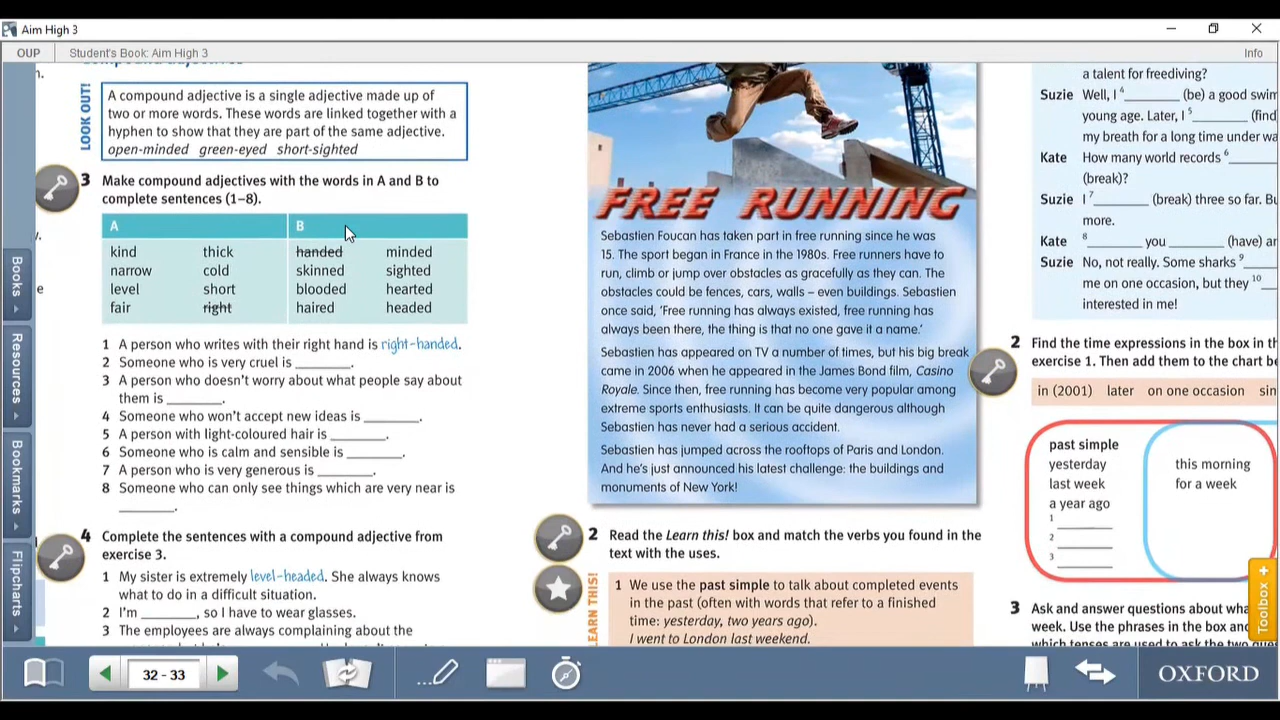 Aim High 3
OUP
Student's Book: Aim High 3
Info
LOOK OUT!
A compound adjective is a single adjective made up of
two or more words. These words are linked together with a
hyphen to show that they are part of the same adjective.
open-minded green-eyed short-sighted
3 Make compound adjectives with the words in A and B to
complete sentences (1–8).
A B
kind thick handed minded
narrow cold skinned sighted
level short blooded hearted
fair right haired headed
1 A person who writes with their right hand is right-handed.
2 Someone who is very cruel is ________.
3 A person who doesn't worry about what people say about
them is ________.
4 Someone who won't accept new ideas is ________.
5 A person with light-coloured hair is ________.
6 Someone who is calm and sensible is ________.
7 A person who is very generous is ________.
8 Someone who can only see things which are very near is
________.
4 Complete the sentences with a compound adjective from
exercise 3.
1 My sister is extremely level-headed. She always knows
what to do in a difficult situation.
2 I'm ________, so I have to wear glasses.
3 The employees are always complaining about the
FREE RUNNING
Sebastien Foucan has taken part in free running since he was
15. The sport began in France in the 1980s. Free runners have to
run, climb or jump over obstacles as gracefully as they can. The
obstacles could be fences, cars, walls – even buildings. Sebastien
once said, 'Free running has always existed, free running has
always been there, the thing is that no one gave it a name.'
Sebastien has appeared on TV a number of times, but his big break
came in 2006 when he appeared in the James Bond film, Casino
Royale. Since then, free running has become very popular among
extreme sports enthusiasts. It can be quite dangerous although
Sebastien has never had a serious accident.
Sebastien has jumped across the rooftops of Paris and London.
And he's just announced his latest challenge: the buildings and
monuments of New York!
2 Read the Learn this! box and match the verbs you found in the
text with the uses.
LEARN THIS!
1 We use the past simple to talk about completed events
in the past (often with words that refer to a finished
time: yesterday, two years ago).
I went to London last weekend.
a talent for freediving?
Suzie Well, I 4________ (be) a good swim
young age. Later, I 5________ (find
my breath for a long time under wa
Kate How many world records 6________
(break)?
Suzie I 7________ (break) three so far. Bu
more.
Kate 8________ you ________ (have) an
Suzie No, not really. Some sharks 9____
me on one occasion, but they 10__
interested in me!
2 Find the time expressions in the box in th
exercise 1. Then add them to the chart be
in (2001) later on one occasion sin
past simple
yesterday this morning
last week for a week
a year ago
1 ________
2 ________
3 ________
3 Ask and answer questions about wha
week. Use the phrases in the box and
Books
Resources
Bookmarks
Flipcharts
Toolbox +
32 - 33
OXFORD